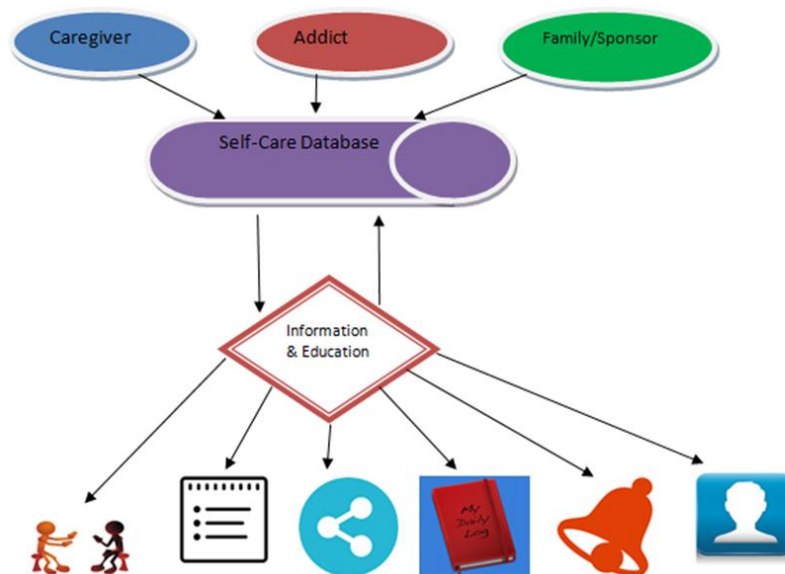 Caregiver
Addict
Family/Sponsor
Self-Care Database
Information
& Education
My
Daily
Log